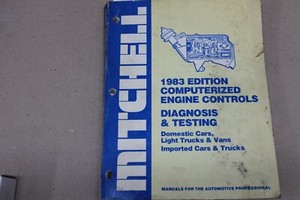 MITCHELL
1983 EDITION
COMPUTERIZED
ENGINE CONTROLS
DIAGNOSIS
& TESTING
Domestic Cars,
Light Trucks & Vans
Imported Cars & Trucks
MANUALS FOR THE AUTOMOTIVE PROFESSIONAL